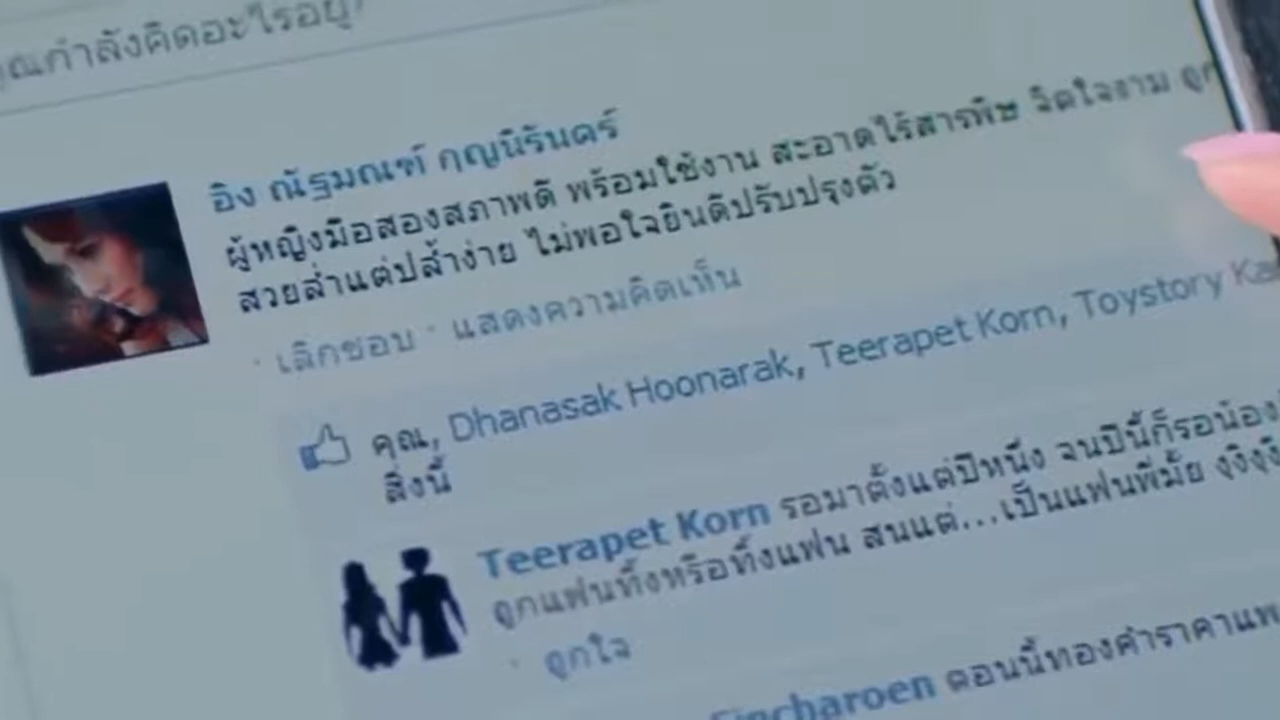 คุณกำลังคิดอะไรอยู่?
อิง ณัฐมณฑ์ กุญนิรันดร์
ผู้หญิงมือสองสภาพดี พร้อมใช้งาน สะอาดไร้สารพิษ จิตใจงาม
สวยล่ำแต่ปล้ำง่าย ไม่พอใจยินดีปรับปรุงตัว
· เลิกชอบ · แสดงความคิดเห็น
คุณ, Dhanasak Hoonarak, Teerapet Korn, Toystory
สิ่งนี้
Teerapet Korn รอมาตั้งแต่ปีหนึ่ง จนปีนี้ก็รอน้อง
ถูกแฟนทิ้งหรือทิ้งแฟน สนแต่...เป็นแฟนพี่มั้ย งุงิงุงิ
· ถูกใจ
ตอนนี้ทองคำราคาแพ